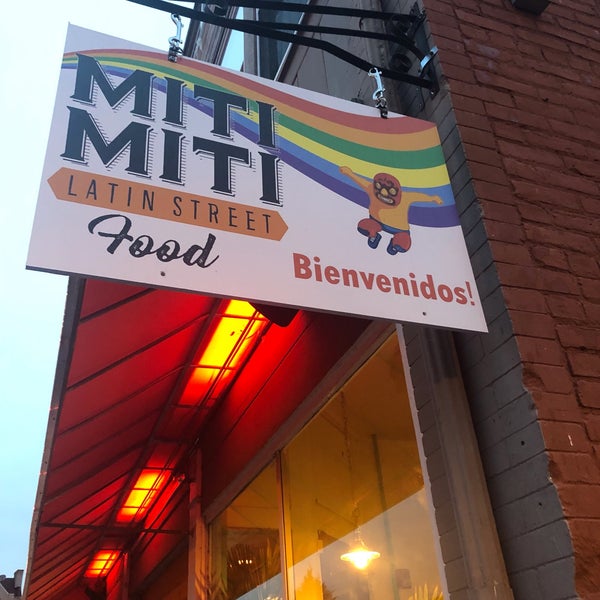 MITI
MITI
LATIN STREET
Food
Bienvenidos!